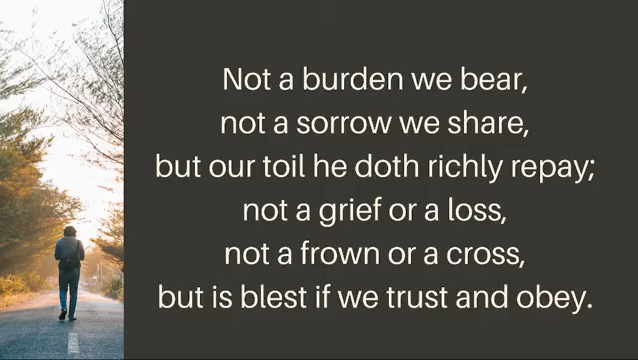 Not a burden we bear,
not a sorrow we share,
but our toil he doth richly repay;
not a grief or a loss,
not a frown or a cross,
but is blest if we trust and obey.